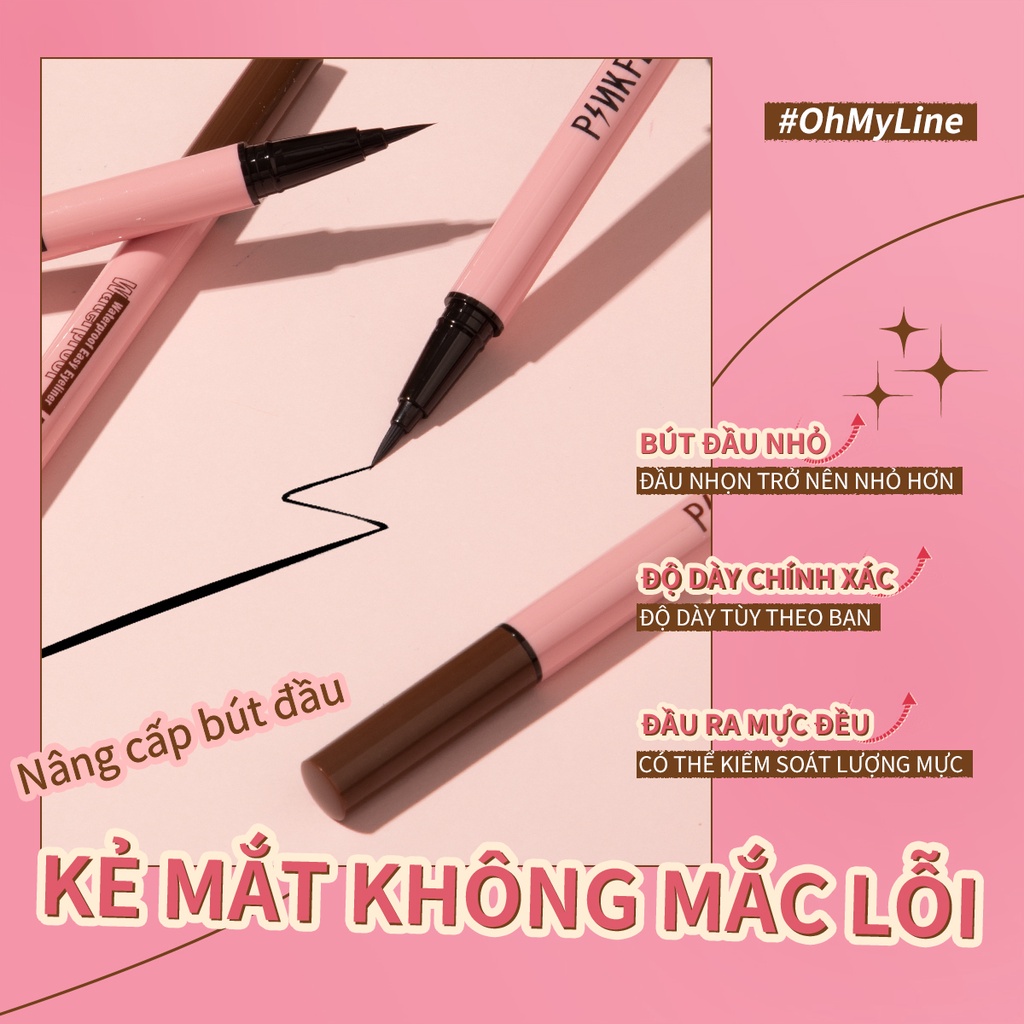 #OhMyLine
PINKFL
Waterproof
Waterproof Easy Eyeliner
BÚT ĐẦU NHỎ
ĐẦU NHỌN TRỞ NÊN NHỎ HƠN
ĐỘ DÀY CHÍNH XÁC
ĐỘ DÀY TÙY THEO BẠN
ĐẦU RA MỰC ĐỀU
CÓ THỂ KIỂM SOÁT LƯỢNG MỰC
Nâng cấp bút đầu
KẺ MẮT KHÔNG MẮC LỖI